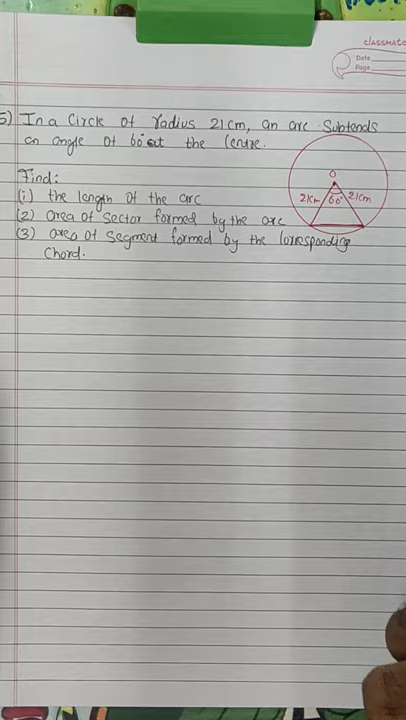 CLASSMATE
Date
Page
5) In a Circle of radius 21cm, an arc Subtends
an angle of 60° at the Centre.
Find:
(i) the length of the arc
(2) area of Sector formed by the arc
(3) area of Segment formed by the Corresponding
Chord.
O
21cm 60° 21cm